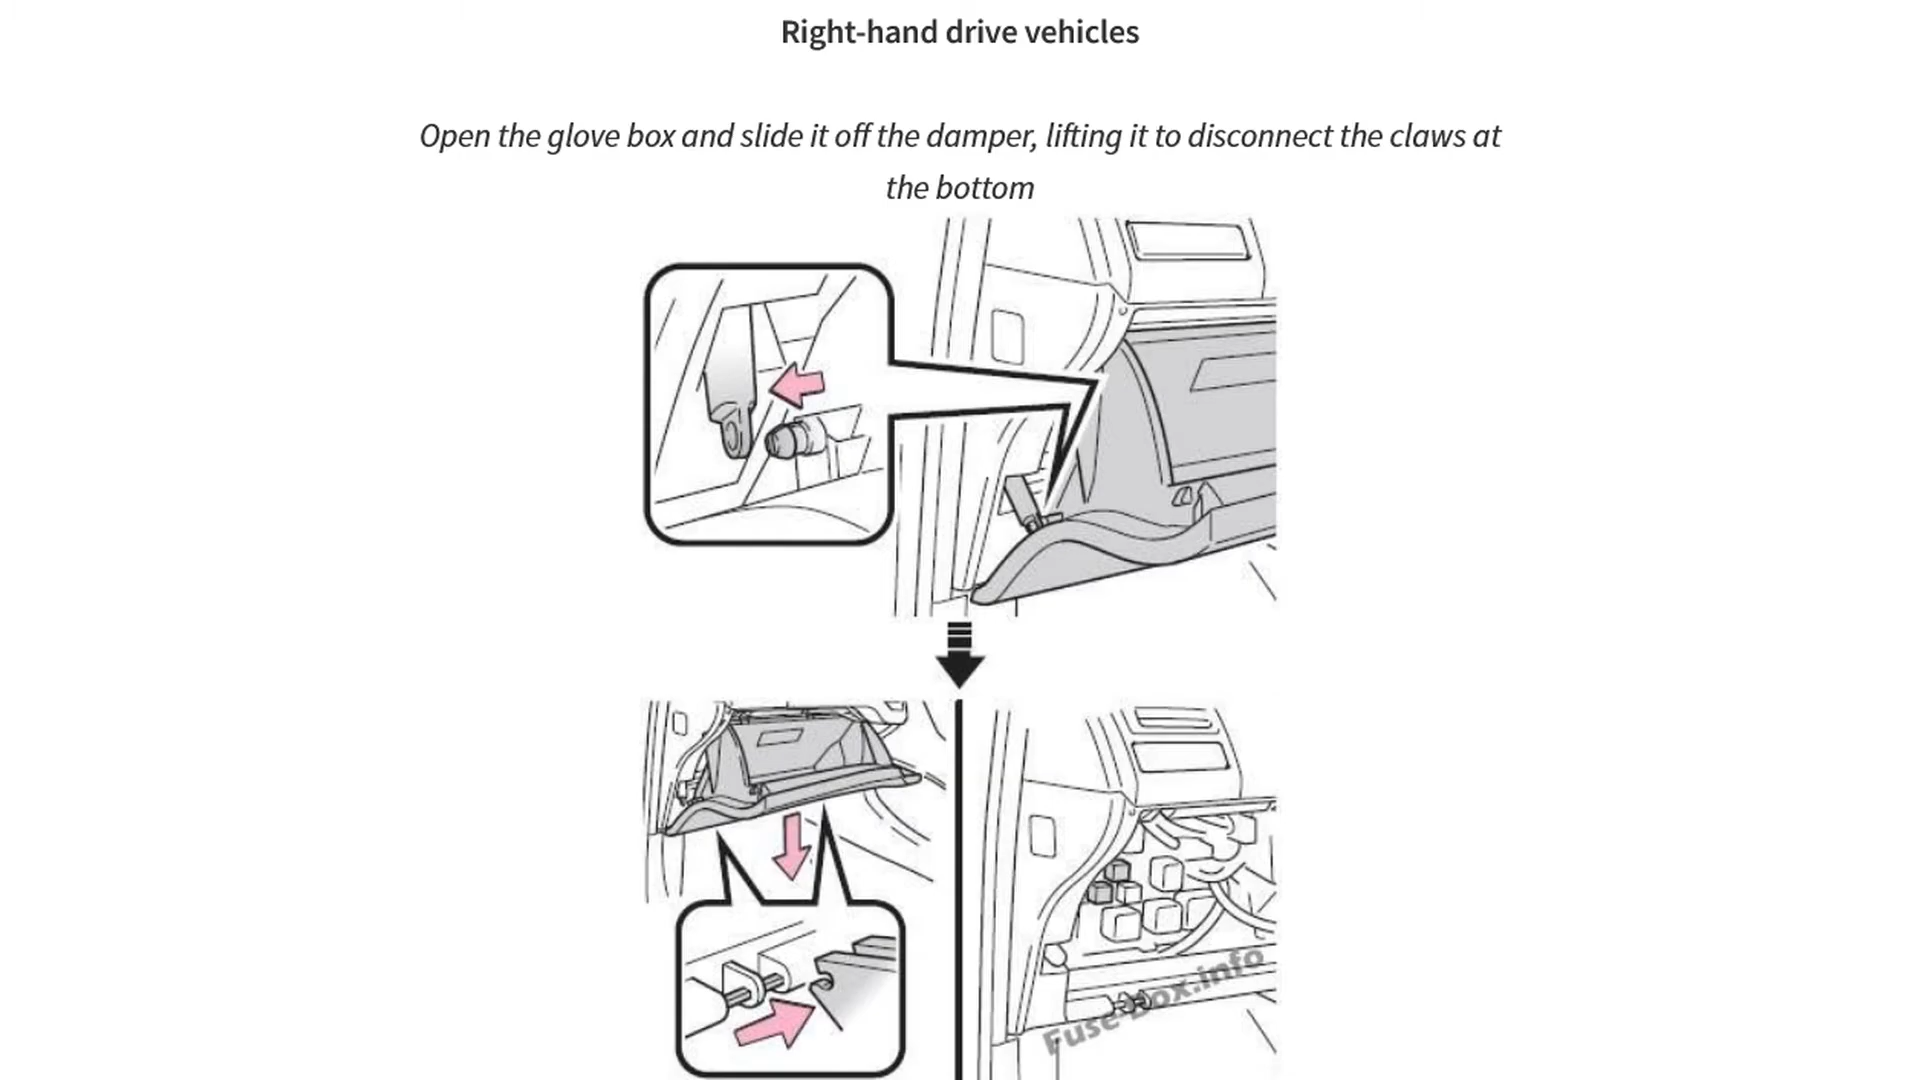 Right-hand drive vehicles
Open the glove box and slide it off the damper, lifting it to disconnect the claws at
the bottom
Fuse-Box.info